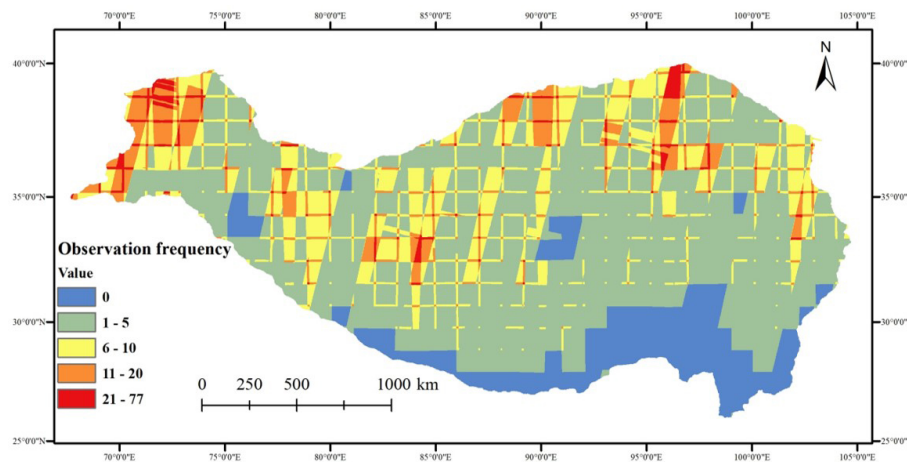 70°0'0"E 75°0'0"E 80°0'0"E 85°0'0"E 90°0'0"E 95°0'0"E 100°0'0"E 105°0'0"E
N
40°0'0"N 40°0'0"N
35°0'0"N 35°0'0"N
Observation frequency
Value
0
1 - 5
30°0'0"N 30°0'0"N
6 - 10
11 - 20
0 250 500 1000 km
21 - 77
25°0'0"N 25°0'0"N
70°0'0"E 75°0'0"E 80°0'0"E 85°0'0"E 90°0'0"E 95°0'0"E 100°0'0"E 105°0'0"E